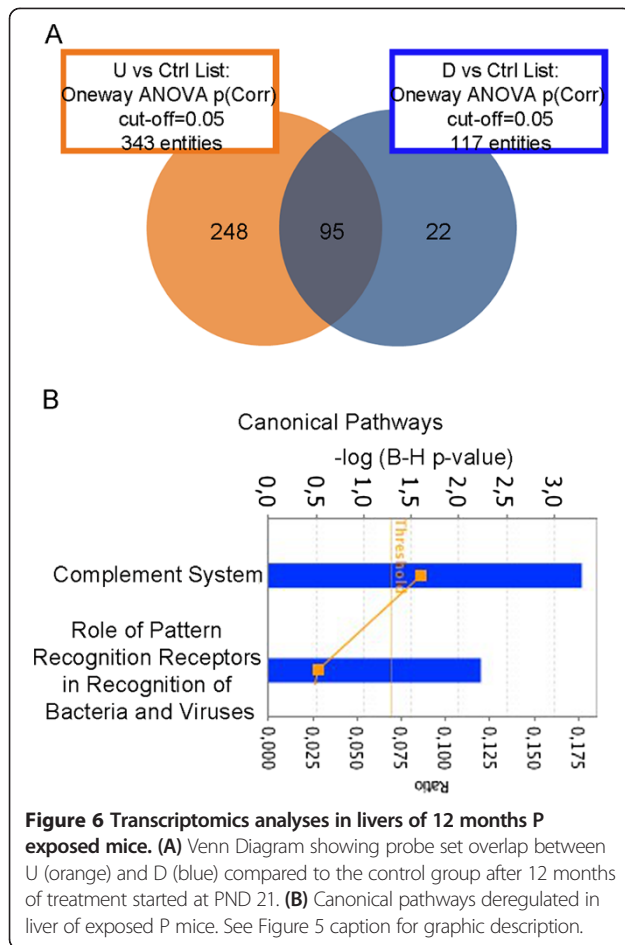 A
U vs Ctrl List:
Oneway ANOVA p(Corr)
cut-off=0.05
343 entities
D vs Ctrl List:
Oneway ANOVA p(Corr)
cut-off=0.05
117 entities
248
95
22
B
Canonical Pathways
-log (B-H p-value)
0,0
0,5
1,0
1,5
2,0
2,5
3,0
Threshold
Complement System
Role of Pattern
Recognition Receptors
in Recognition of
Bacteria and Viruses
0,000
0,025
0,050
0,075
0,100
0,125
0,150
0,175
Ratio
Figure 6 Transcriptomics analyses in livers of 12 months P
exposed mice. (A) Venn Diagram showing probe set overlap between
U (orange) and D (blue) compared to the control group after 12 months
of treatment started at PND 21. (B) Canonical pathways deregulated in
liver of exposed P mice. See Figure 5 caption for graphic description.